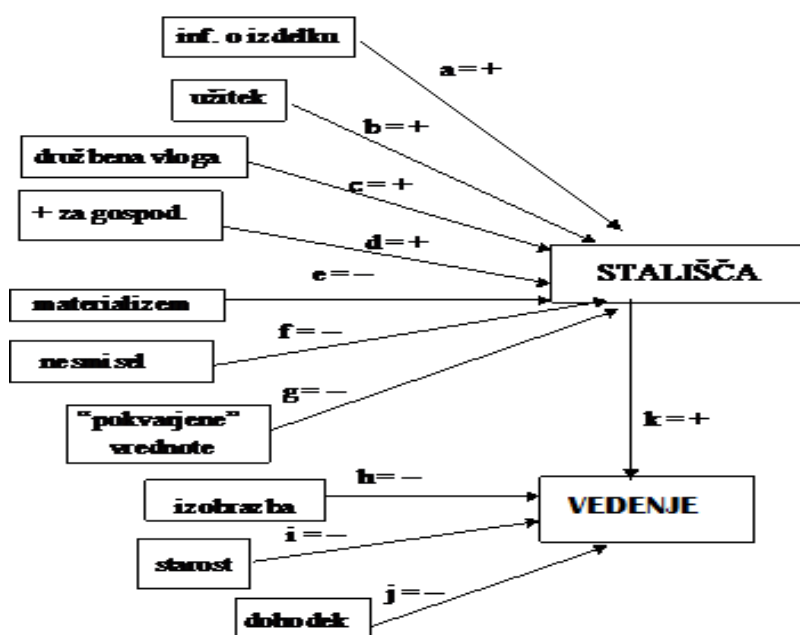 inf. o izdelku
a=+
užitek
b=+
družbena vloga
c=+
+ za gospod.
d=+
STALIŠČA
e=–
materializem
f=–
nesmisel
g=–
"pokvarjene"
vrednote
k=+
h=–
izobrazba
VEDENJE
i=–
starost
j=–
dohodek